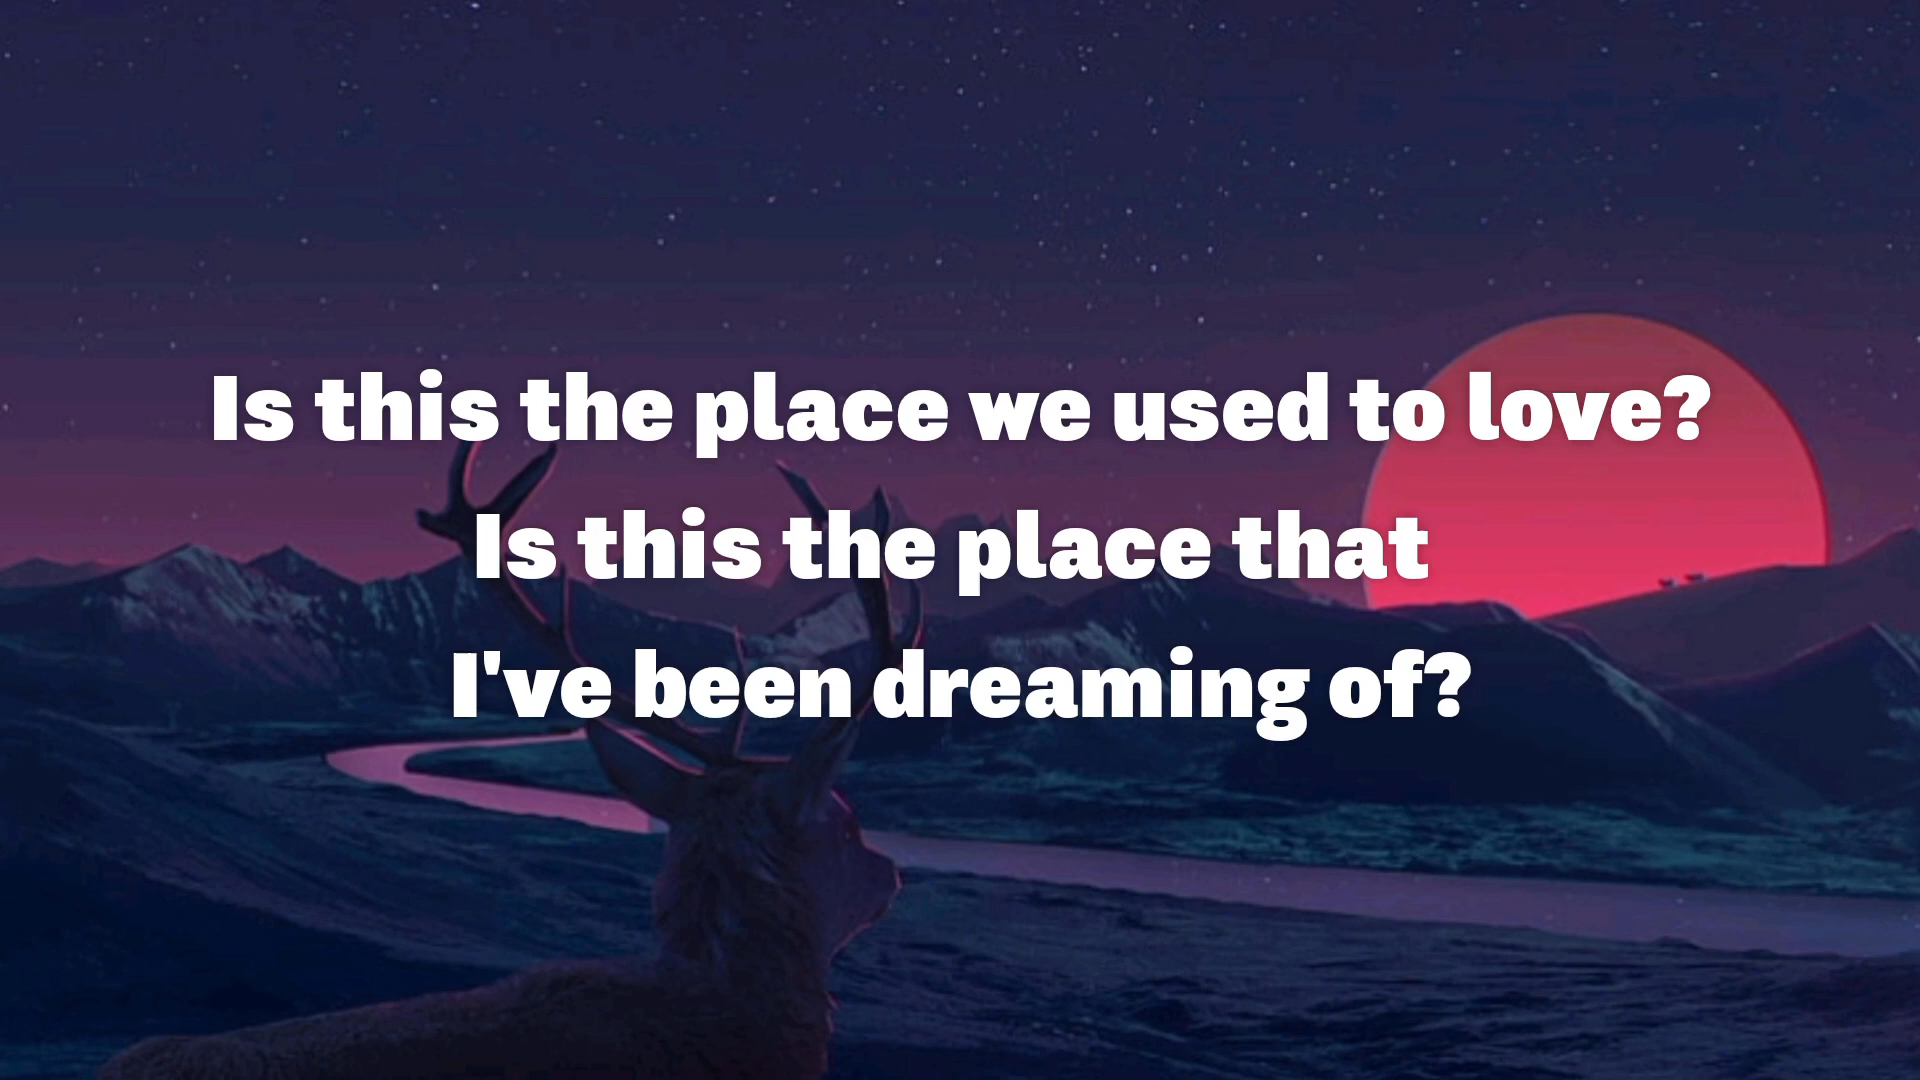 Is this the place we used to love?
Is this the place that
I've been dreaming of?